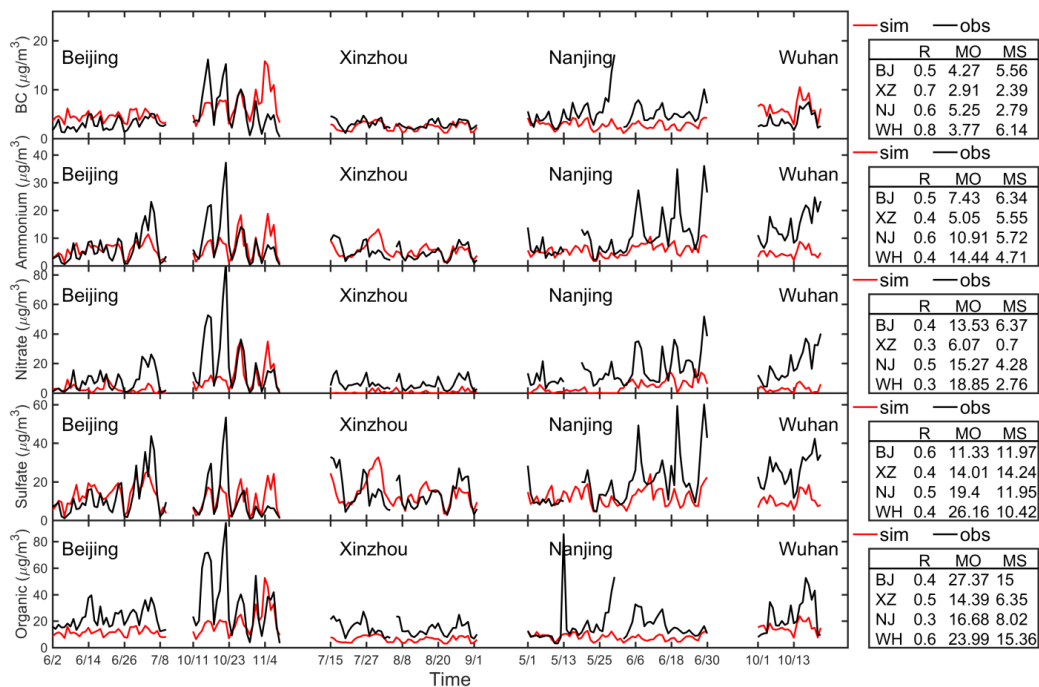 sim obs
BC (μg/m³)
20
10
0
Beijing Xinzhou Nanjing Wuhan
R MO MS
BJ 0.5 4.27 5.56
XZ 0.7 2.91 2.39
NJ 0.6 5.25 2.79
WH 0.8 3.77 6.14
sim obs
Ammonium (μg/m³)
40
20
10
0
Beijing Xinzhou Nanjing Wuhan
R MO MS
BJ 0.5 7.43 6.34
XZ 0.4 5.05 5.55
NJ 0.6 10.91 5.72
WH 0.4 14.44 4.71
sim obs
Nitrate (μg/m³)
80
60
40
20
0
Beijing Xinzhou Nanjing Wuhan
R MO MS
BJ 0.4 13.53 6.37
XZ 0.3 6.07 0.7
NJ 0.5 15.27 4.28
WH 0.3 18.85 2.76
sim obs
Sulfate (μg/m³)
60
40
20
0
Beijing Xinzhou Nanjing Wuhan
R MO MS
BJ 0.6 11.33 11.97
XZ 0.4 14.01 14.24
NJ 0.5 19.4 11.95
WH 0.4 26.16 10.42
sim obs
Organic (μg/m³)
80
60
40
20
0
Beijing Xinzhou Nanjing Wuhan
R MO MS
BJ 0.4 27.37 15
XZ 0.5 14.39 6.35
NJ 0.3 16.68 8.02
WH 0.6 23.99 15.36
6/2 6/14 6/26 7/8 10/11 10/23 11/4 7/15 7/27 8/8 8/20 9/1 5/1 5/13 5/25 6/6 6/18 6/30 10/1 10/13
Time